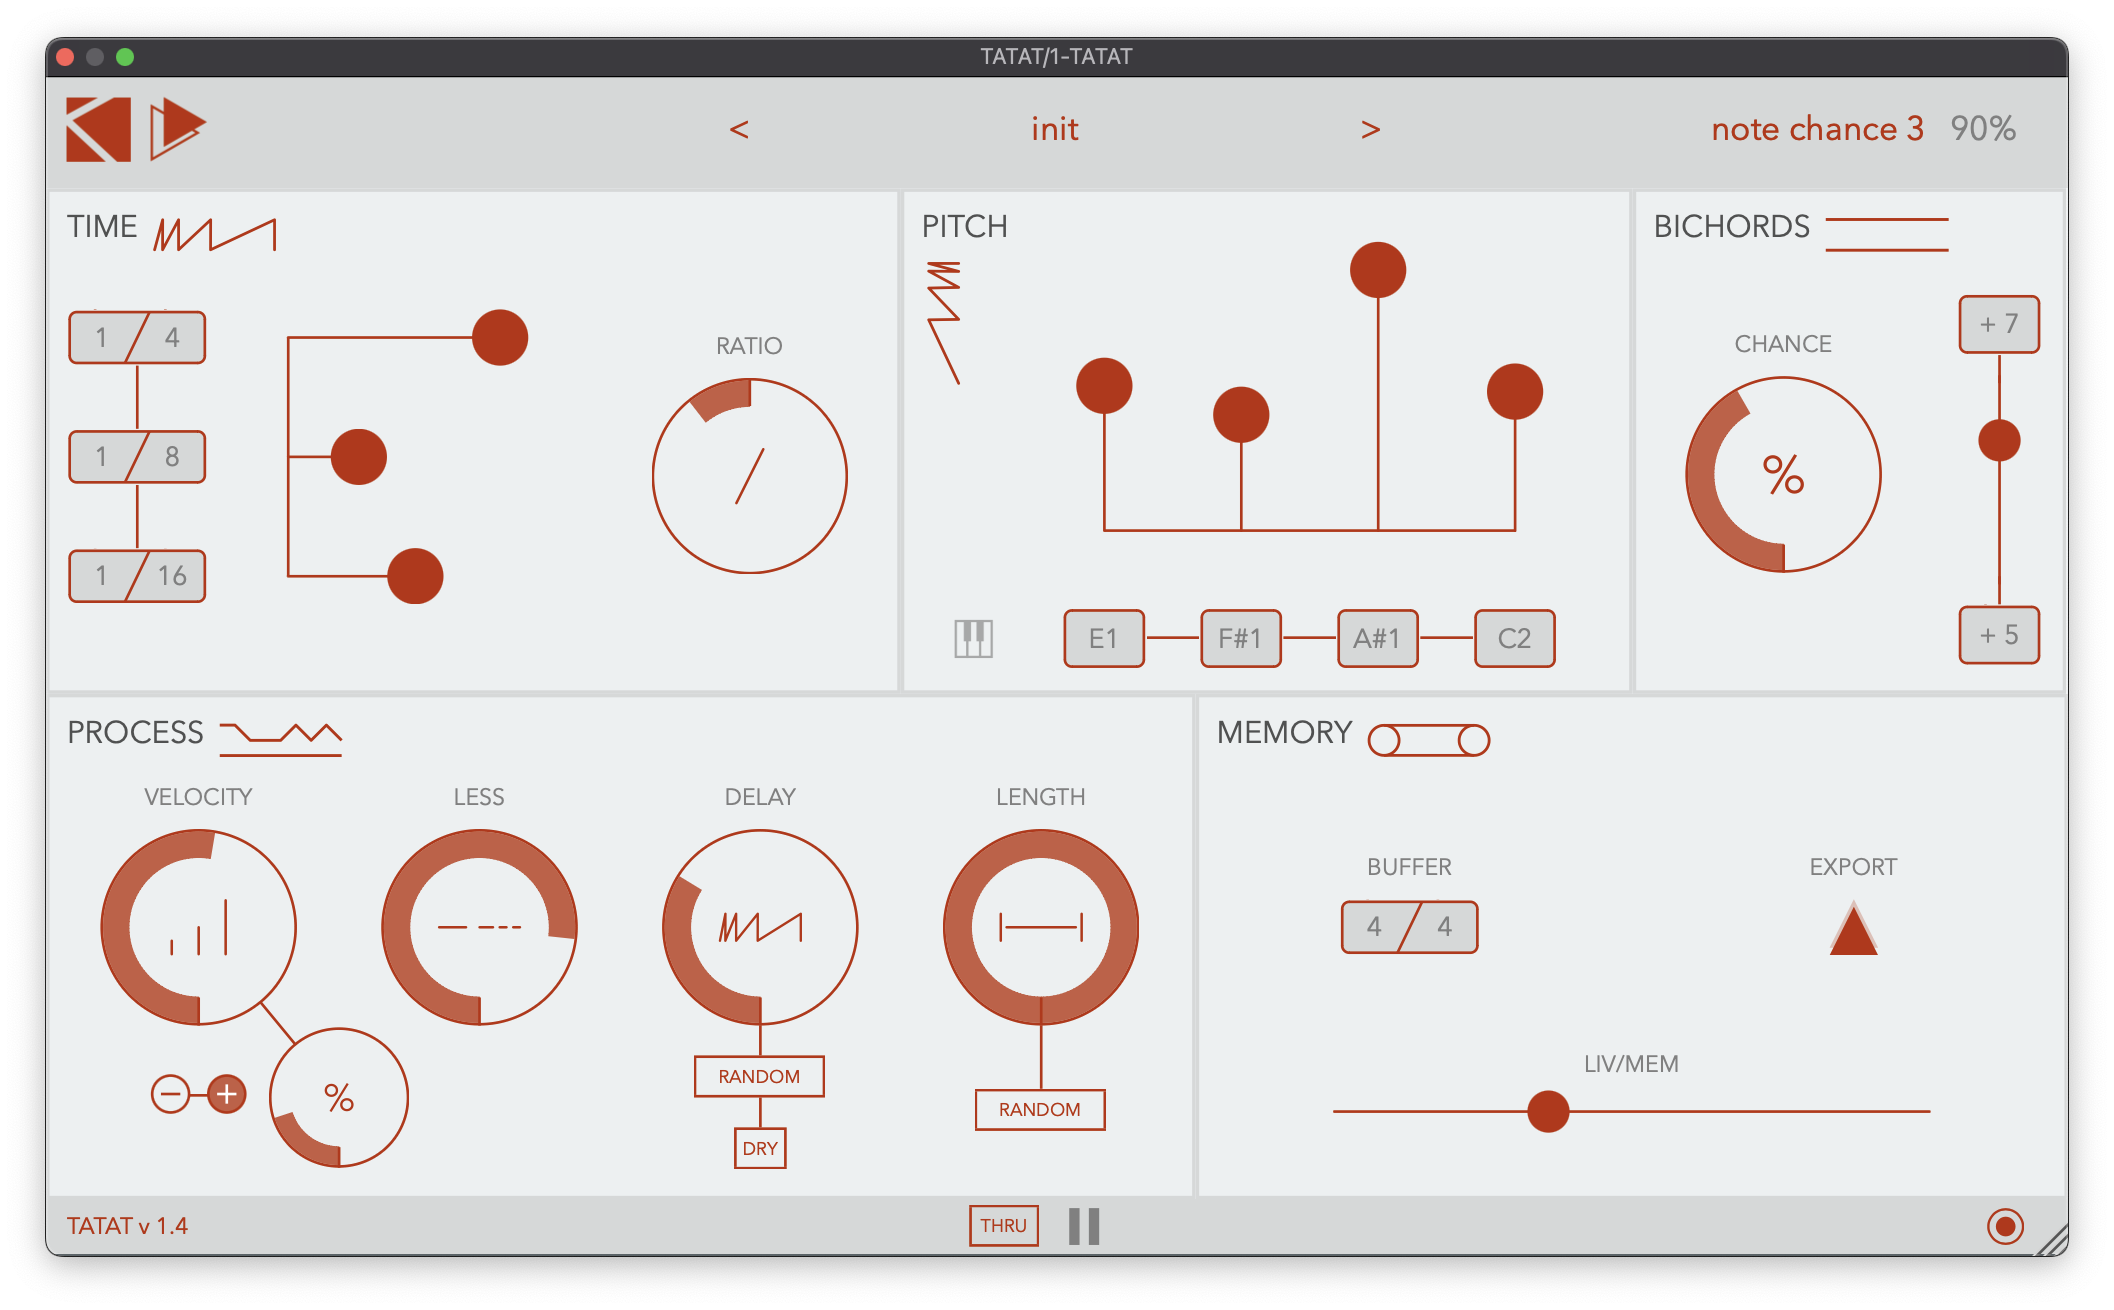 TATAT/1-TATAT
< init > note chance 3 90%
TIME
1 / 4
1 / 8
1 / 16
RATIO
PITCH
E1 F#1 A#1 C2
BICHORDS
CHANCE
%
+ 7
+ 5
PROCESS
VELOCITY LESS DELAY LENGTH
− + %
RANDOM
DRY
RANDOM
MEMORY
BUFFER
4 / 4
EXPORT
LIV/MEM
TATAT v 1.4 THRU